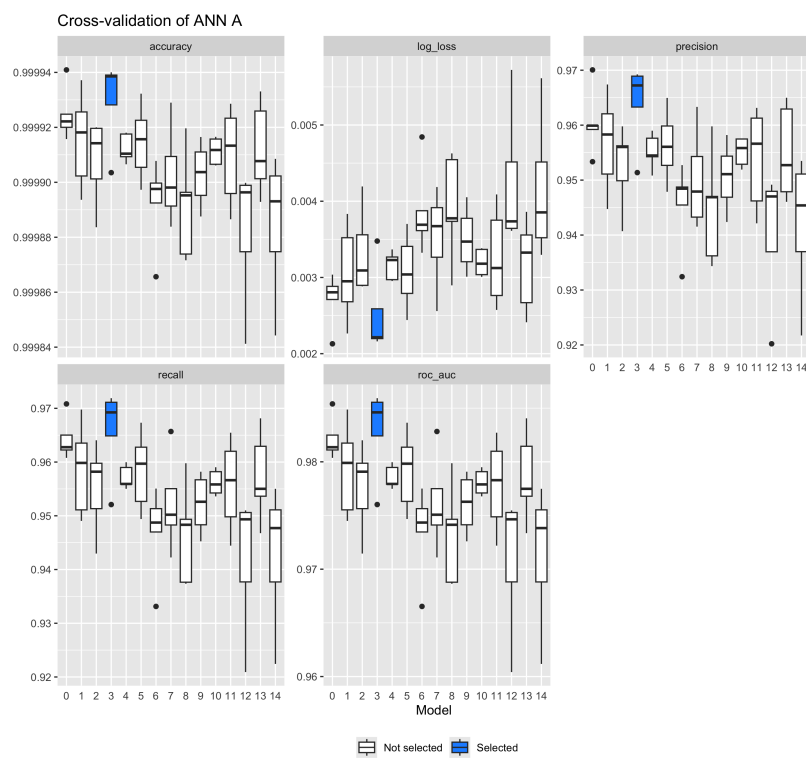 Cross-validation of ANN A
accuracy
log_loss
precision
0.99994
0.99992
0.99990
0.99988
0.99986
0.99984
0.005
0.004
0.003
0.002
0.97
0.96
0.95
0.94
0.93
0.92
0 1 2 3 4 5 6 7 8 9 10 11 12 13 14
recall
roc_auc
0.97
0.96
0.95
0.94
0.93
0.92
0.98
0.97
0.96
0 1 2 3 4 5 6 7 8 9 10 11 12 13 14
0 1 2 3 4 5 6 7 8 9 10 11 12 13 14
Model
Not selected
Selected